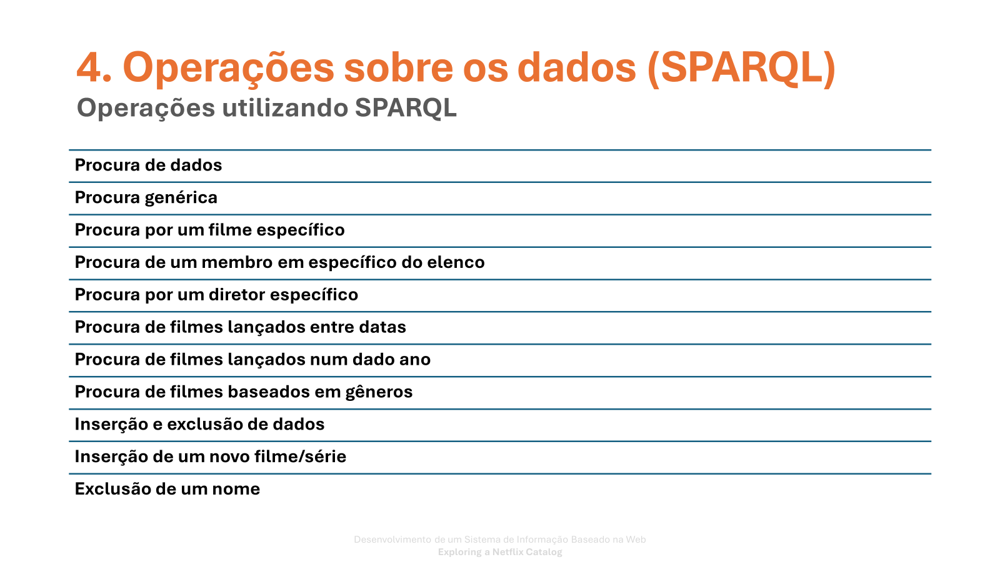 4. Operações sobre os dados (SPARQL)
Operações utilizando SPARQL
Procura de dados
Procura genérica
Procura por um filme específico
Procura de um membro em específico do elenco
Procura por um diretor específico
Procura de filmes lançados entre datas
Procura de filmes lançados num dado ano
Procura de filmes baseados em gêneros
Inserção e exclusão de dados
Inserção de um novo filme/série
Exclusão de um nome
Desenvolvimento de um Sistema de Informação Baseado na Web
Exploring a Netflix Catalog